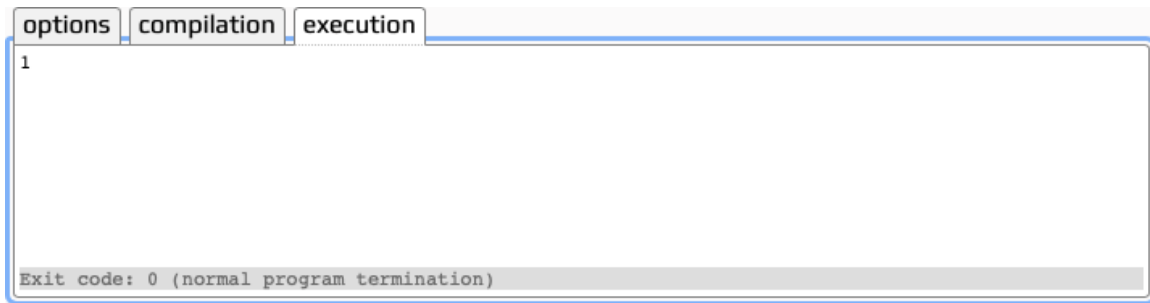 options compilation execution
1
Exit code: 0 (normal program termination)